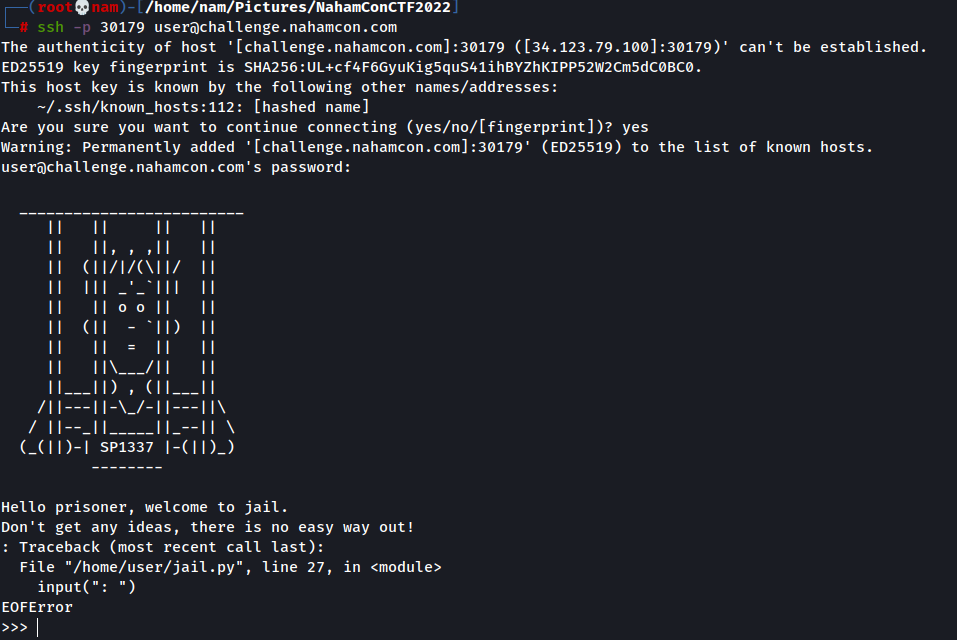 ┌──(root💀nam)-[/home/nam/Pictures/NahamConCTF2022]
└─# ssh -p 30179 user@challenge.nahamcon.com
The authenticity of host '[challenge.nahamcon.com]:30179 ([34.123.79.100]:30179)' can't be established.
ED25519 key fingerprint is SHA256:UL+cf4F6GyuKig5quS41ihBYZhKIPP52W2Cm5dC0BC0.
This host key is known by the following other names/addresses:
    ~/.ssh/known_hosts:112: [hashed name]
Are you sure you want to continue connecting (yes/no/[fingerprint])? yes
Warning: Permanently added '[challenge.nahamcon.com]:30179' (ED25519) to the list of known hosts.
user@challenge.nahamcon.com's password:

  _________________________
     ||   ||     ||   ||
     ||   ||, , ,||   ||
     ||  (||/|/(\||/  ||
     ||  ||| _'_`|||  ||
     ||   || o o ||   ||
     ||  (||  - `||)  ||
     ||   ||  =  ||   ||
     ||   ||\___/||   ||
     ||___||) , (||___||
    /||---||-\_/-||---||\
   / ||--_||_____||_--|| \
  (_(||)-| SP1337 |-(||)_)
          --------

Hello prisoner, welcome to jail.
Don't get any ideas, there is no easy way out!
: Traceback (most recent call last):
  File "/home/user/jail.py", line 27, in <module>
    input(": ")
EOFError
>>>